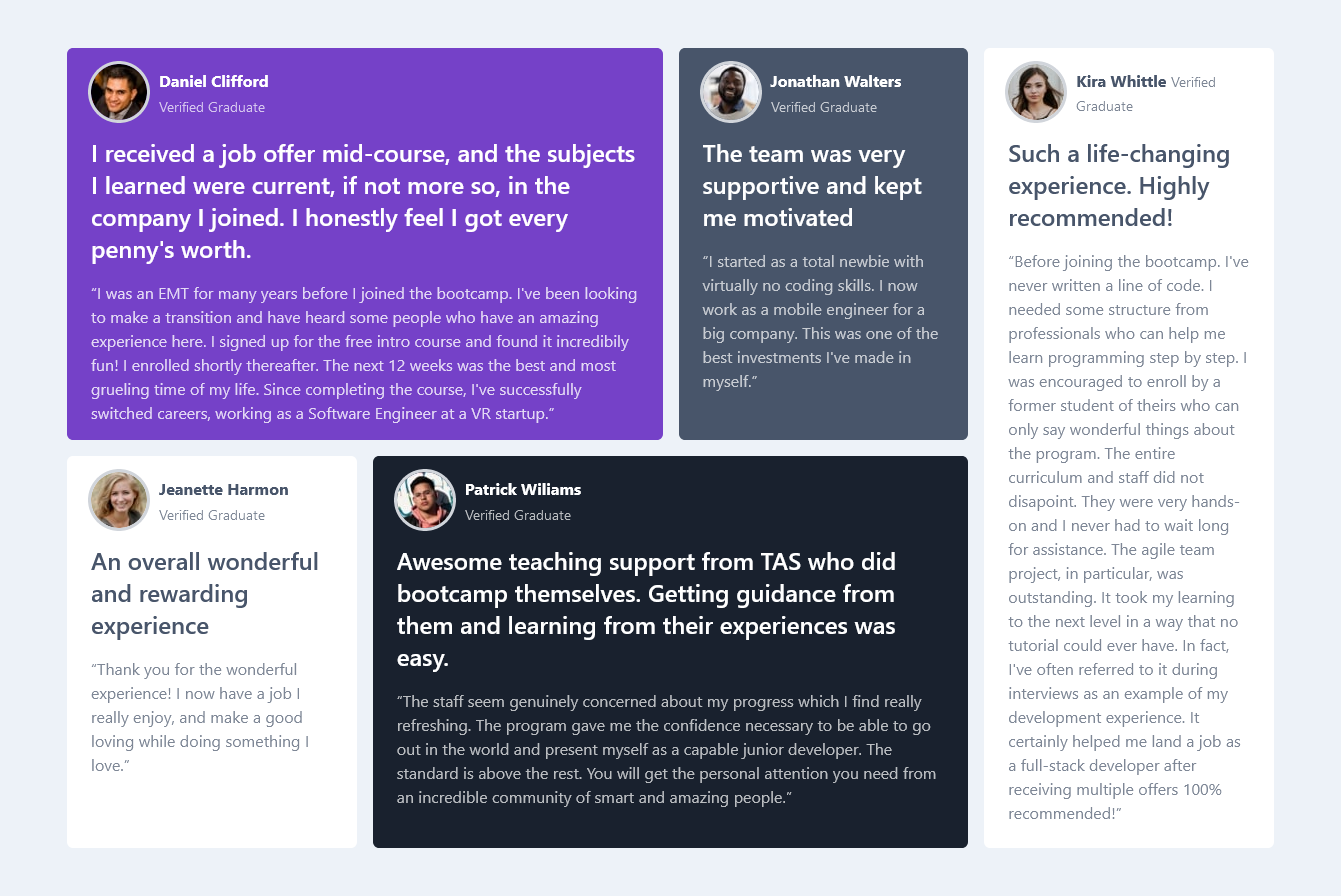 Daniel Clifford
Verified Graduate
I received a job offer mid-course, and the subjects
I learned were current, if not more so, in the
company I joined. I honestly feel I got every
penny's worth.
“I was an EMT for many years before I joined the bootcamp. I've been looking
to make a transition and have heard some people who have an amazing
experience here. I signed up for the free intro course and found it incredibily
fun! I enrolled shortly thereafter. The next 12 weeks was the best and most
grueling time of my life. Since completing the course, I've successfully
switched careers, working as a Software Engineer at a VR startup.”
Jonathan Walters
Verified Graduate
The team was very
supportive and kept
me motivated
“I started as a total newbie with
virtually no coding skills. I now
work as a mobile engineer for a
big company. This was one of the
best investments I've made in
myself.”
Kira Whittle Verified
Graduate
Such a life-changing
experience. Highly
recommended!
“Before joining the bootcamp. I've
never written a line of code. I
needed some structure from
professionals who can help me
learn programming step by step. I
was encouraged to enroll by a
former student of theirs who can
only say wonderful things about
the program. The entire
curriculum and staff did not
disapoint. They were very hands-
on and I never had to wait long
for assistance. The agile team
project, in particular, was
outstanding. It took my learning
to the next level in a way that no
tutorial could ever have. In fact,
I've often referred to it during
interviews as an example of my
development experience. It
certainly helped me land a job as
a full-stack developer after
receiving multiple offers 100%
recommended!”
Jeanette Harmon
Verified Graduate
An overall wonderful
and rewarding
experience
“Thank you for the wonderful
experience! I now have a job I
really enjoy, and make a good
loving while doing something I
love.”
Patrick Wiliams
Verified Graduate
Awesome teaching support from TAS who did
bootcamp themselves. Getting guidance from
them and learning from their experiences was
easy.
“The staff seem genuinely concerned about my progress which I find really
refreshing. The program gave me the confidence necessary to be able to go
out in the world and present myself as a capable junior developer. The
standard is above the rest. You will get the personal attention you need from
an incredible community of smart and amazing people.”